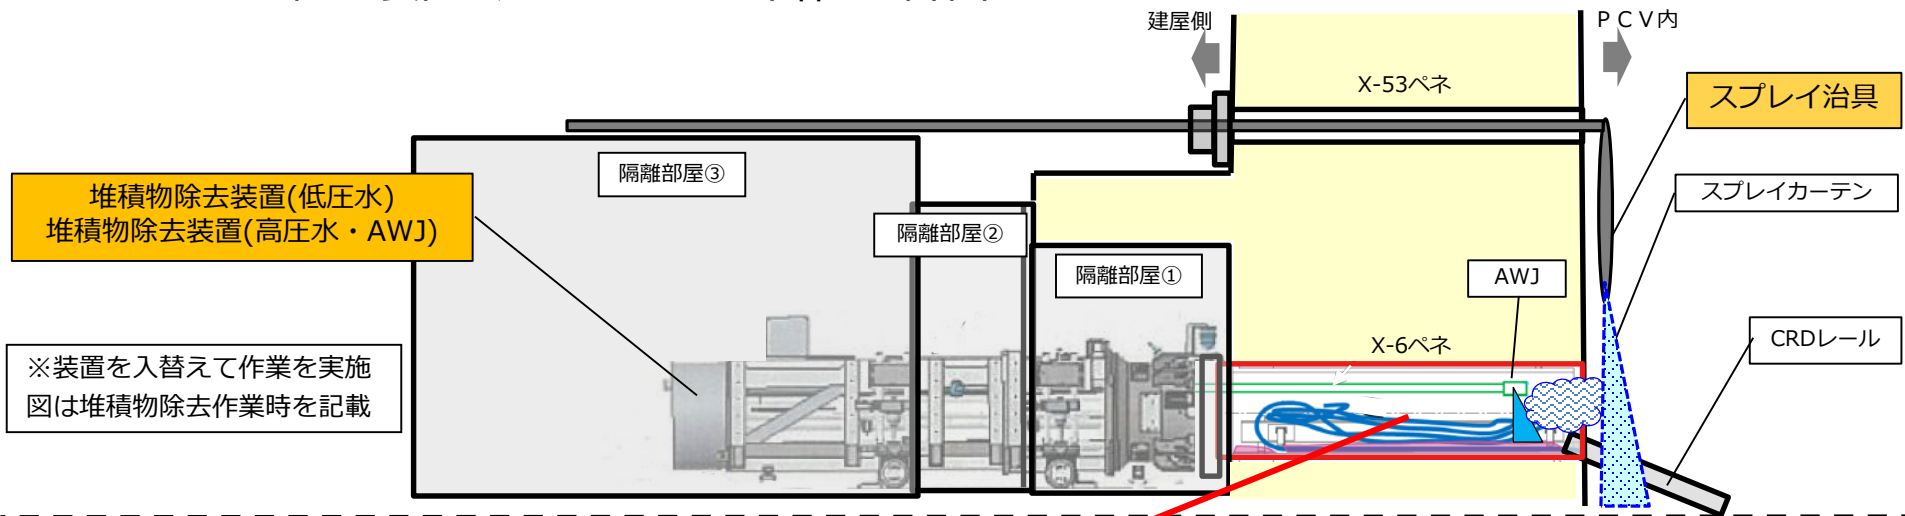 建屋側
ＰＣＶ内
X-53ペネ
スプレイ治具
隔離部屋③
堆積物除去装置(低圧水)
堆積物除去装置(高圧水・AWJ)
スプレイカーテン
隔離部屋②
隔離部屋①
AWJ
CRDレール
X-6ペネ
※装置を入替えて作業を実施
図は堆積物除去作業時を記載